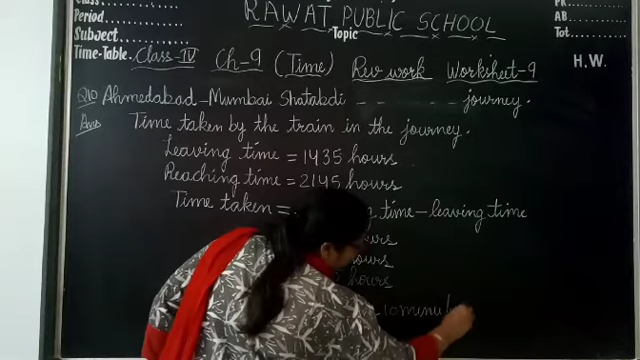 Class
RAWAT PUBLIC SCHOOL
PR
Period
AB
Subject
Topic
Tot
Time-Table. Class-IV Ch-9 (Time) Rev work Worksheet-9 H.W.
Q10 Ahmedabad-Mumbai Shatabdi - - - - - journey.
Ans Time taken by the train in the journey.
Leaving time = 1435 hours
Reaching time = 2145 hours
Time taken = time - leaving time
hours
hours
10 minu